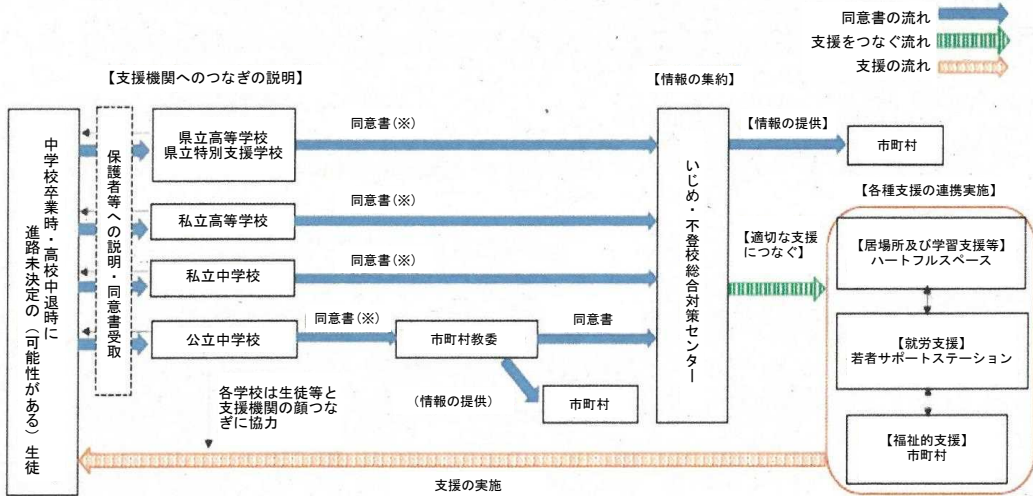 同意書の流れ
支援をつなぐ流れ
支援の流れ
【支援機関へのつなぎの説明】
【情報の集約】
中学校卒業時・高校中退時に
進路未決定の（可能性がある）生徒
保護者等への説明・同意書受取
県立高等学校
県立特別支援学校
同意書(※)
私立高等学校
同意書(※)
私立中学校
同意書(※)
公立中学校
同意書(※)
市町村教委
同意書
(情報の提供)
市町村
いじめ・不登校総合対策センター
【情報の提供】
市町村
【適切な支援
につなぐ】
【各種支援の連携実施】
【居場所及び学習支援等】
ハートフルスペース
【就労支援】
若者サポートステーション
【福祉的支援】
市町村
各学校は生徒等と
支援機関の顔つな
ぎに協力
支援の実施